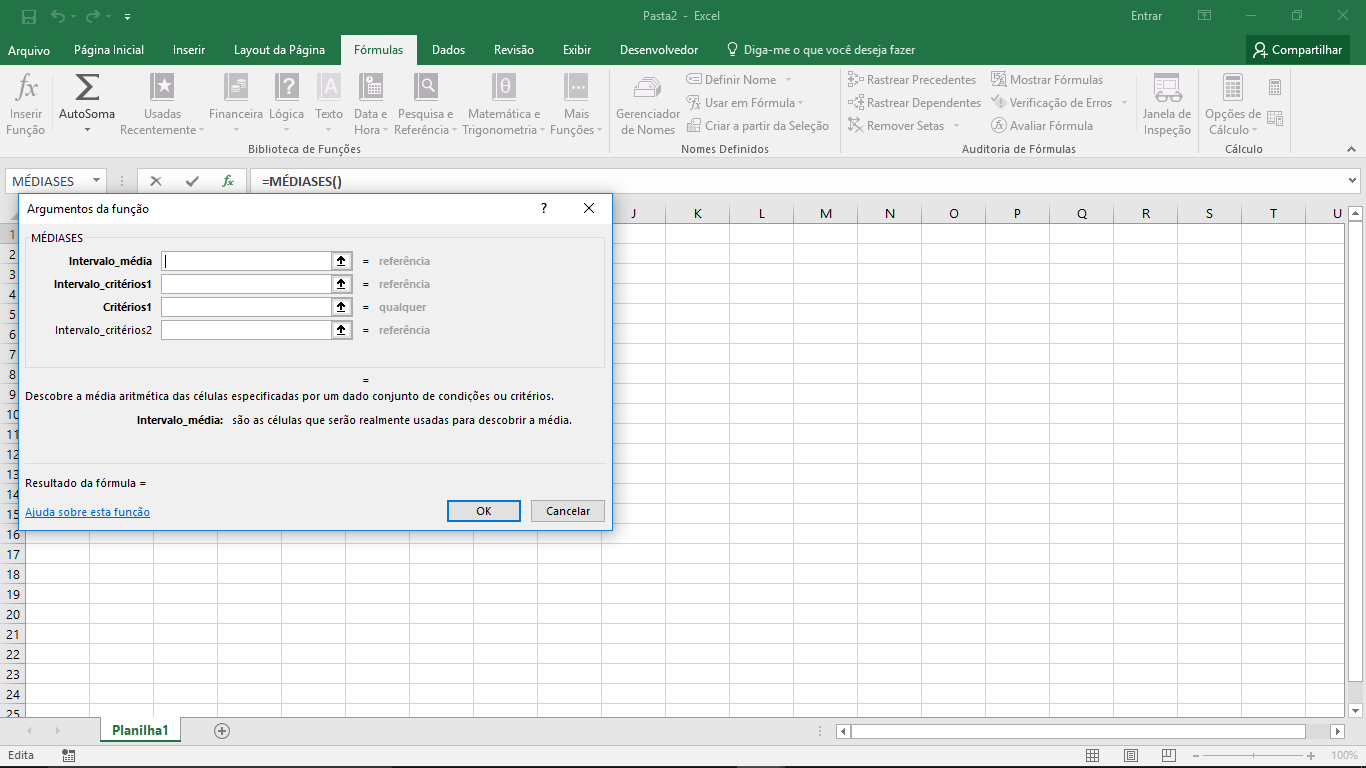 Pasta2 - Excel
Entrar
Arquivo Página Inicial Inserir Layout da Página Fórmulas Dados Revisão Exibir Desenvolvedor Diga-me o que você deseja fazer Compartilhar
Inserir Função
AutoSoma
Usadas Recentemente
Financeira
Lógica
Texto
Data e Hora
Pesquisa e Referência
Matemática e Trigonometria
Mais Funções
Biblioteca de Funções
Gerenciador de Nomes
Definir Nome
Usar em Fórmula
Criar a partir da Seleção
Nomes Definidos
Rastrear Precedentes
Rastrear Dependentes
Remover Setas
Mostrar Fórmulas
Verificação de Erros
Avaliar Fórmula
Janela de Inspeção
Auditoria de Fórmulas
Opções de Cálculo
Cálculo
MÉDIASES
fx
=MÉDIASES()
Argumentos da função
?
MÉDIASES
Intervalo_média = referência
Intervalo_critérios1 = referência
Critérios1 = qualquer
Intervalo_critérios2 = referência
=
Descobre a média aritmética das células especificadas por um dado conjunto de condições ou critérios.
Intervalo_média: são as células que serão realmente usadas para descobrir a média.
Resultado da fórmula =
Ajuda sobre esta função
OK
Cancelar
J K L M N O P Q R S T U
1
2
3
4
5
6
7
8
9
10
11
12
13
14
15
16
17
18
19
20
21
22
23
24
25
Planilha1
Edita
100%